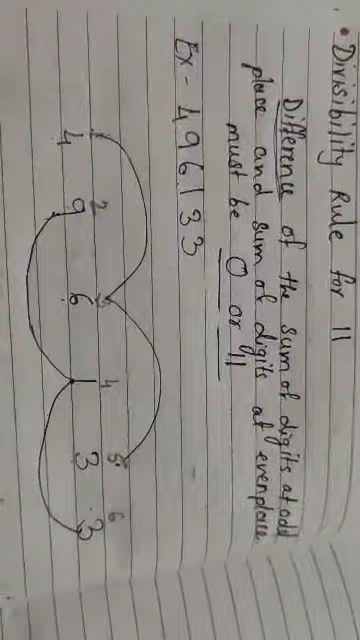 • Divisibility Rule for 11
Difference of the sum of digits at odd
place and sum of digits at even place
must be 0 or 11
Ex - 496133
1 2 3 4 5 6
4 9 6 1 3 3